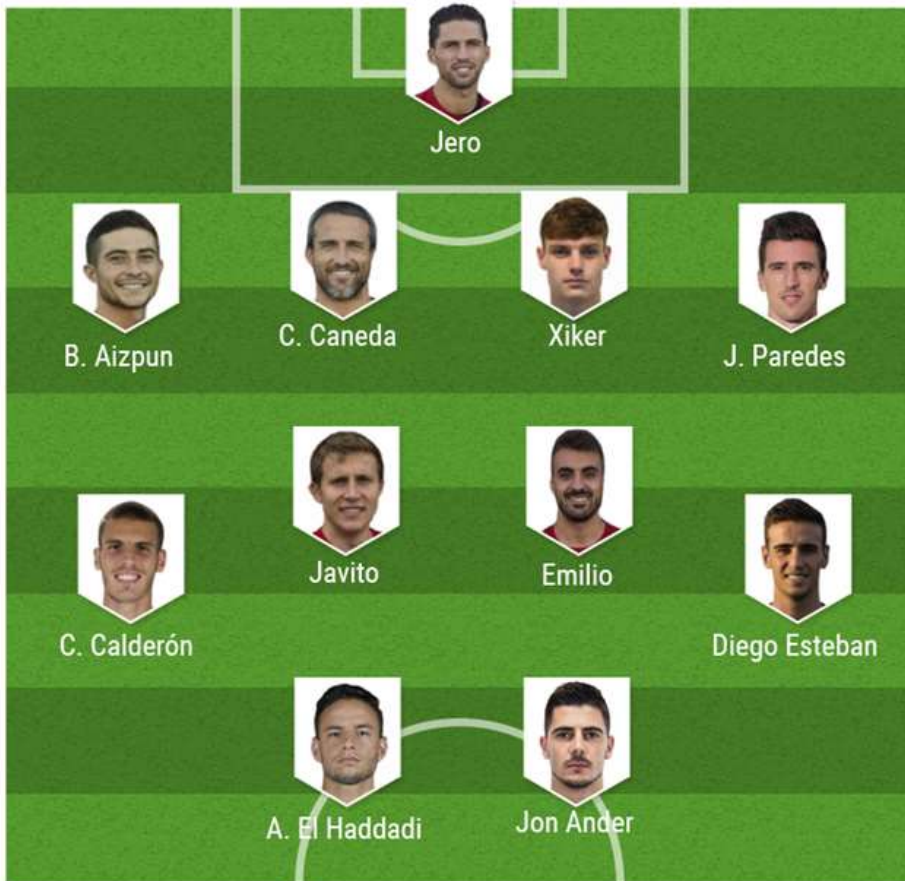 Jero
B. Aizpun
C. Caneda
Xiker
J. Paredes
Javito
Emilio
C. Calderón
Diego Esteban
A. El Haddadi
Jon Ander